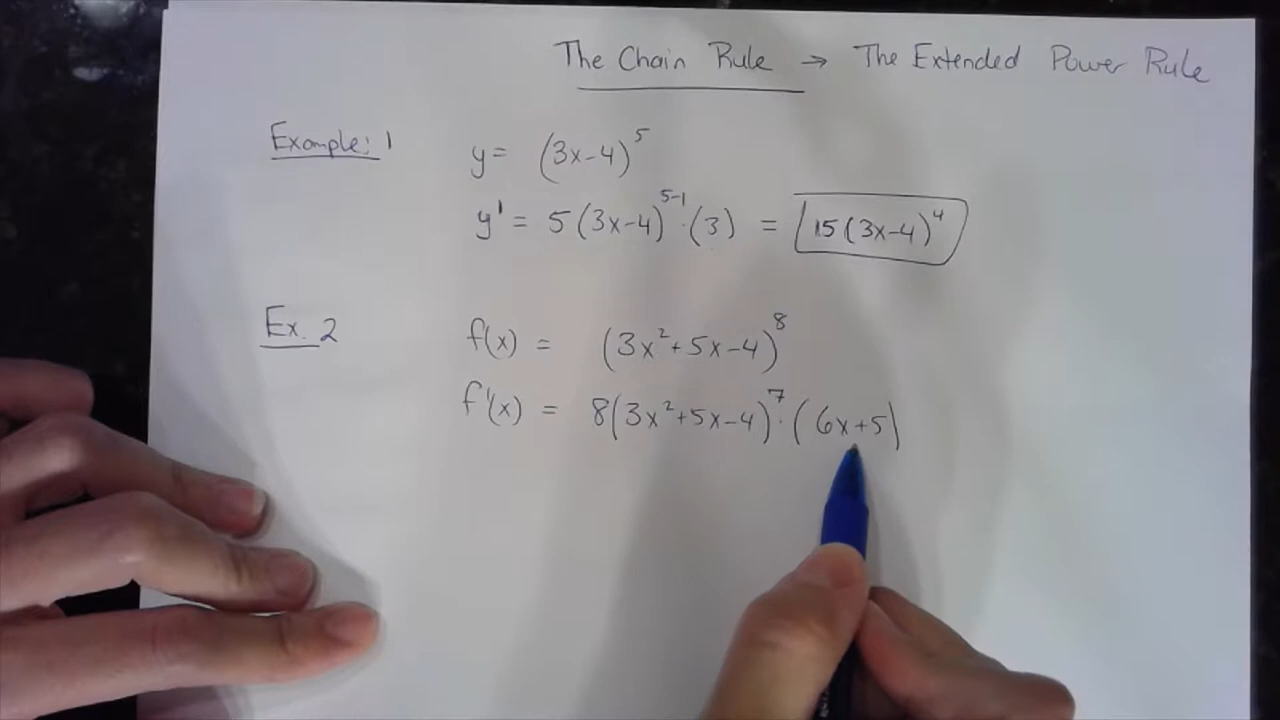 The Chain Rule → The Extended Power Rule
Example: 1 y = (3x-4)^5
y' = 5(3x-4)^{5-1}·(3) = 15(3x-4)^4
Ex. 2 f(x) = (3x^2+5x-4)^8
f'(x) = 8(3x^2+5x-4)^7·(6x+5)